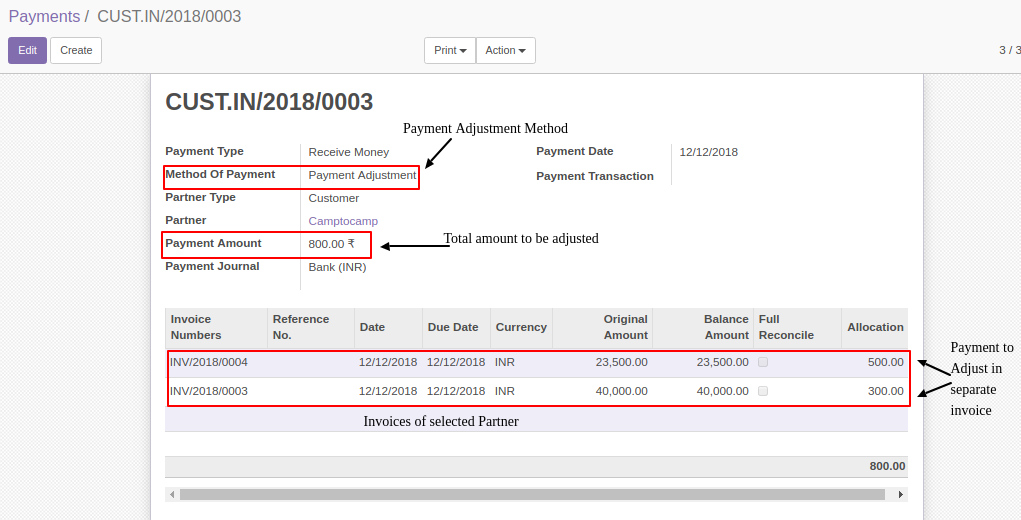 Payments / CUST.IN/2018/0003
Edit Create Print Action 3 / 3
CUST.IN/2018/0003
Payment Adjustment Method
Payment Type Receive Money Payment Date 12/12/2018
Method Of Payment Payment Adjustment Payment Transaction
Partner Type Customer
Partner Camptocamp
Payment Amount 800.00 ₹ Total amount to be adjusted
Payment Journal Bank (INR)
Invoice Numbers Reference No. Date Due Date Currency Original Amount Balance Amount Full Reconcile Allocation
INV/2018/0004 12/12/2018 12/12/2018 INR 23,500.00 23,500.00 500.00
INV/2018/0003 12/12/2018 12/12/2018 INR 40,000.00 40,000.00 300.00
Payment to
Adjust in
separate
invoice
Invoices of selected Partner
800.00